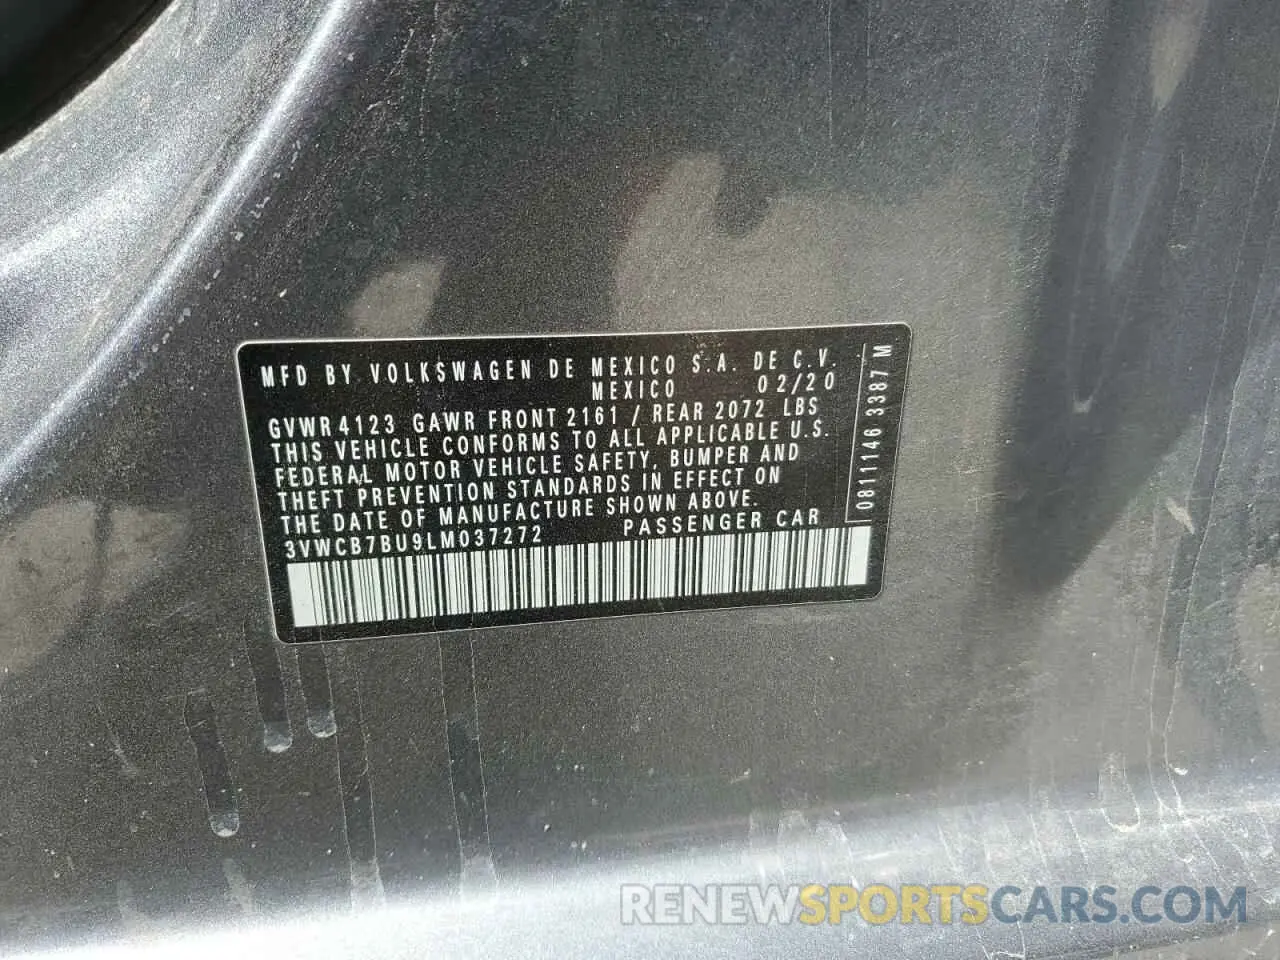 MFD BY VOLKSWAGEN DE MEXICO S.A. DE C.V.
MEXICO 02/20
GVWR 4123 GAWR FRONT 2161 / REAR 2072 LBS
THIS VEHICLE CONFORMS TO ALL APPLICABLE U.S.
FEDERAL MOTOR VEHICLE SAFETY, BUMPER AND
THEFT PREVENTION STANDARDS IN EFFECT ON
THE DATE OF MANUFACTURE SHOWN ABOVE.
3VWCB7BU9LM037272 PASSENGER CAR
0811146 3387 M
RENEWSPORTSCARS.COM